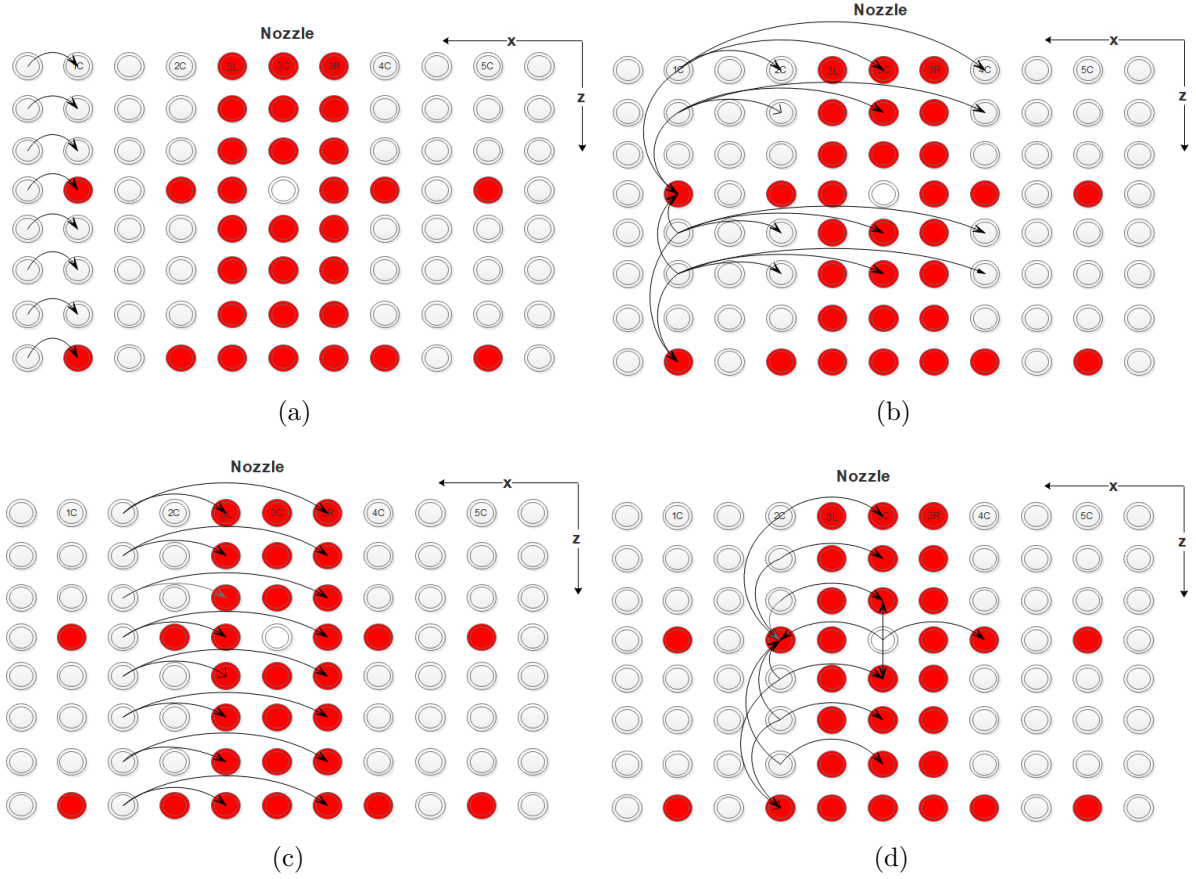 Nozzle
x
1C 2C 3L 3C 3R 4C 5C
z
(a)
Nozzle
x
1C 2C 3L 3C 3R 4C 5C
z
(b)
Nozzle
x
1C 2C 3C 4C 5C
z
(c)
Nozzle
x
1C 2C 3L 3C 3R 4C 5C
z
(d)